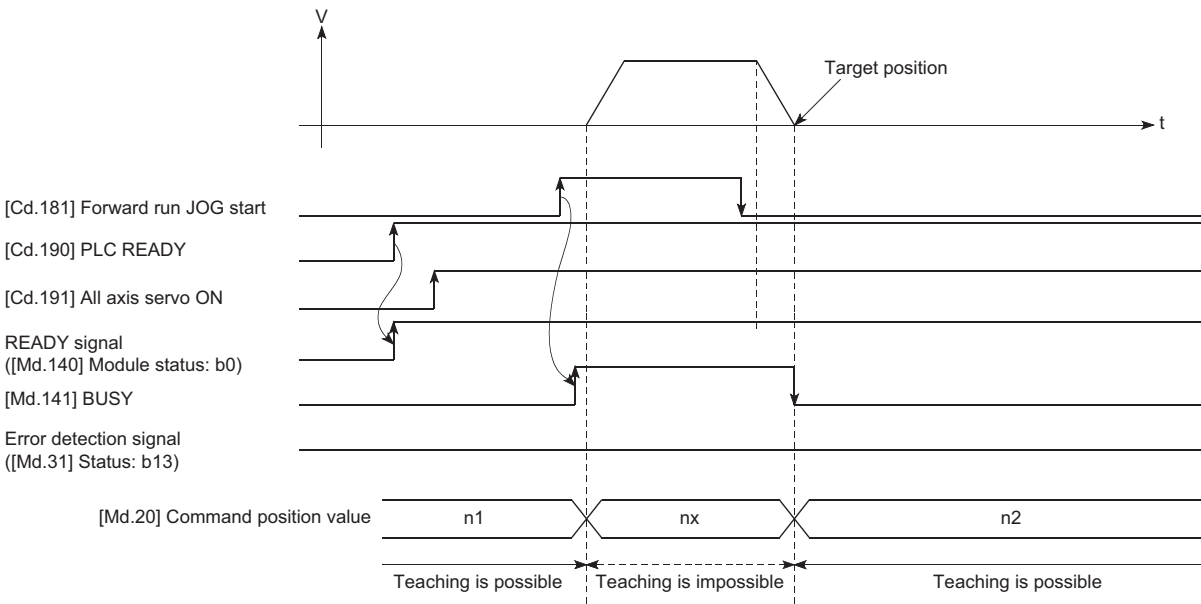 V
Target position
t
[Cd.181] Forward run JOG start
[Cd.190] PLC READY
[Cd.191] All axis servo ON
READY signal
([Md.140] Module status: b0)
[Md.141] BUSY
Error detection signal
([Md.31] Status: b13)
[Md.20] Command position value
n1
nx
n2
Teaching is possible
Teaching is impossible
Teaching is possible